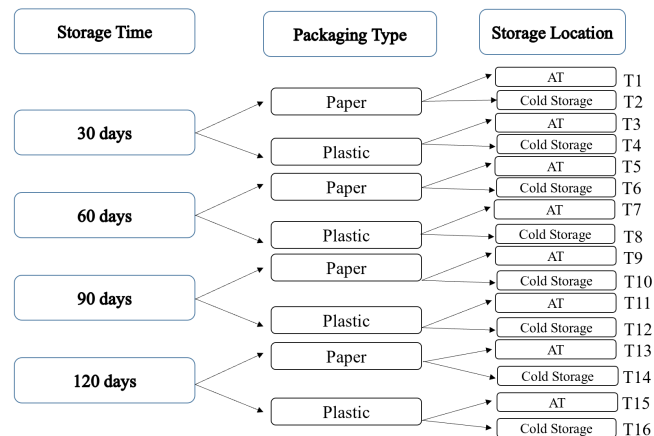 Storage Time
Packaging Type
Storage Location
AT T1
Paper
Cold Storage T2
30 days
AT T3
Plastic
Cold Storage T4
AT T5
Paper
Cold Storage T6
60 days
AT T7
Plastic
Cold Storage T8
AT T9
Paper
Cold Storage T10
90 days
AT T11
Plastic
Cold Storage T12
AT T13
Paper
Cold Storage T14
120 days
AT T15
Plastic
Cold Storage T16